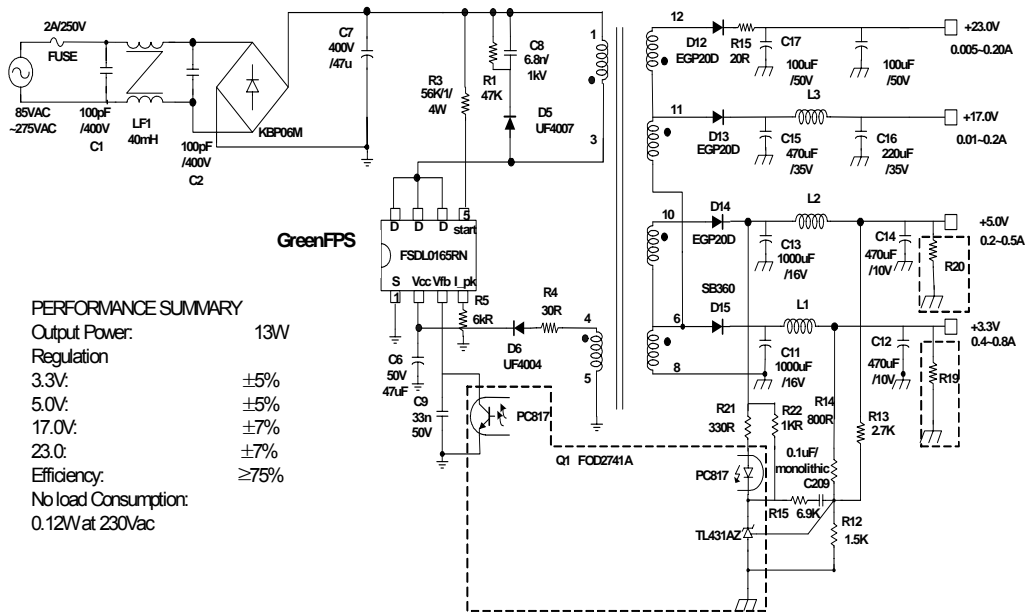 2A/250V
FUSE
85VAC
~275VAC
100pF
/400V
C1
LF1
40mH
100pF
/400V
C2
KBP06M
C7
400V
/47u
R3
56K/1/
4W
R1
47K
C8
6.8n/
1kV
D5
UF4007
1
3
12
D12
EGP20D
R15
20R
C17
100uF
/50V
100uF
/50V
+23.0V
0.005~0.20A
11
D13
EGP20D
C15
470uF
/35V
L3
C16
220uF
/35V
+17.0V
0.01~0.2A
10
D14
EGP20D
C13
1000uF
/16V
L2
C14
470uF
/10V
R20
+5.0V
0.2~0.5A
6
SB360
D15
8
C11
1000uF
/16V
L1
C12
470uF
/10V
R19
+3.3V
0.4~0.8A
GreenFPS
D D D 5
start
FSDL0165RN
S Vcc Vfb I_pk
1
R5
6kR
R4
30R
D6
UF4004
4
5
C6
50V
47uF
C9
33n
50V
PC817
Q1 FOD2741A
R21
330R
R22
1KR
R14
800R
R13
2.7K
PC817
0.1uF/
monolithic
C209
R15 6.9K
R12
1.5K
TL431AZ
PERFORMANCE SUMMARY
Output Power: 13W
Regulation
3.3V: ±5%
5.0V: ±5%
17.0V: ±7%
23.0: ±7%
Efficiency: ≥75%
No load Consumption:
0.12W at 230Vac